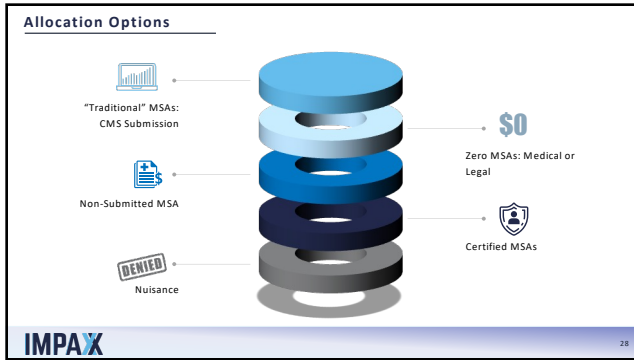 Allocation Options
"Traditional" MSAs:
CMS Submission
$0
Zero MSAs: Medical or
Legal
$
Non-Submitted MSA
Certified MSAs
DENIED
Nuisance
IMPAXX
28